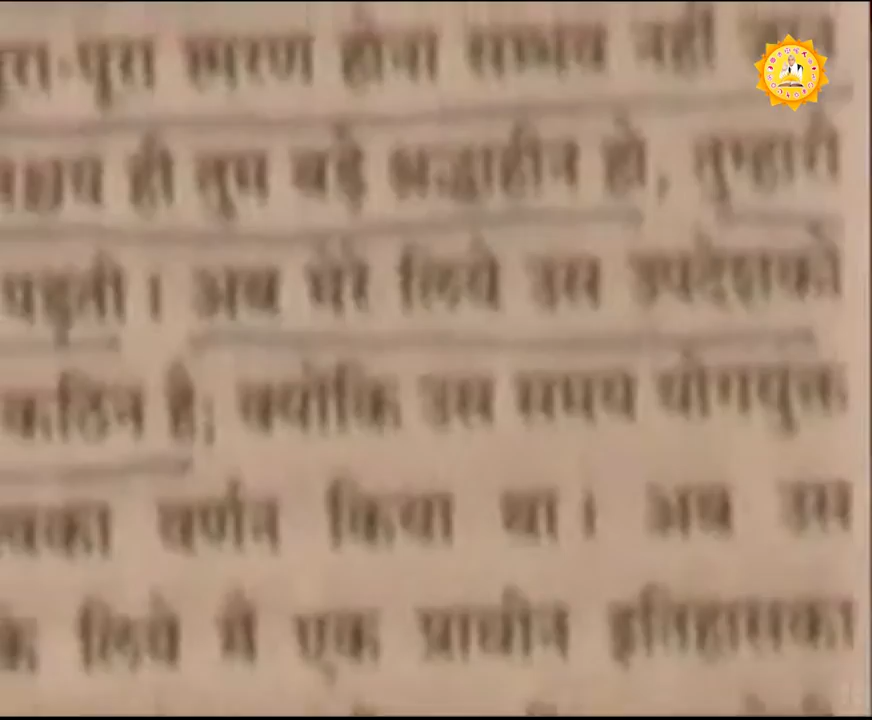 पूरा-पूरा स्मरण होना सम्भव नहीं जान
ही तुम बड़े श्रद्धाहीन हो, तुम्हारी
पड़ती । अब मेरे लिये उस उपदेशको
कठिन है; क्योंकि उस समय योगयुक्त
वर्णन किया था । अब उस
के लिये मैं एक प्राचीन इतिहासका